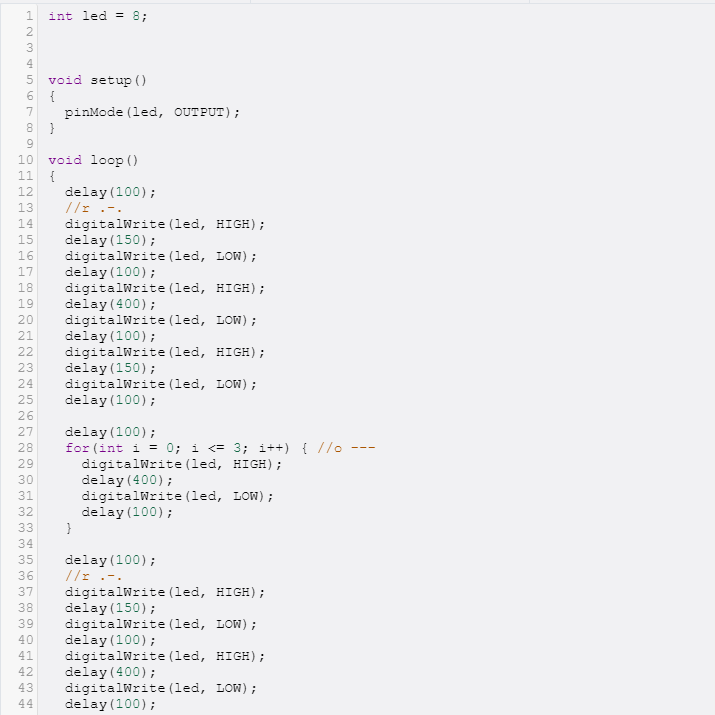 1 int led = 8;
2
3
4
5 void setup()
6 {
7   pinMode(led, OUTPUT);
8 }
9
10 void loop()
11 {
12   delay(100);
13   //r .-.
14   digitalWrite(led, HIGH);
15   delay(150);
16   digitalWrite(led, LOW);
17   delay(100);
18   digitalWrite(led, HIGH);
19   delay(400);
20   digitalWrite(led, LOW);
21   delay(100);
22   digitalWrite(led, HIGH);
23   delay(150);
24   digitalWrite(led, LOW);
25   delay(100);
26
27   delay(100);
28   for(int i = 0; i <= 3; i++) { //o ---
29     digitalWrite(led, HIGH);
30     delay(400);
31     digitalWrite(led, LOW);
32     delay(100);
33   }
34
35   delay(100);
36   //r .-.
37   digitalWrite(led, HIGH);
38   delay(150);
39   digitalWrite(led, LOW);
40   delay(100);
41   digitalWrite(led, HIGH);
42   delay(400);
43   digitalWrite(led, LOW);
44   delay(100);